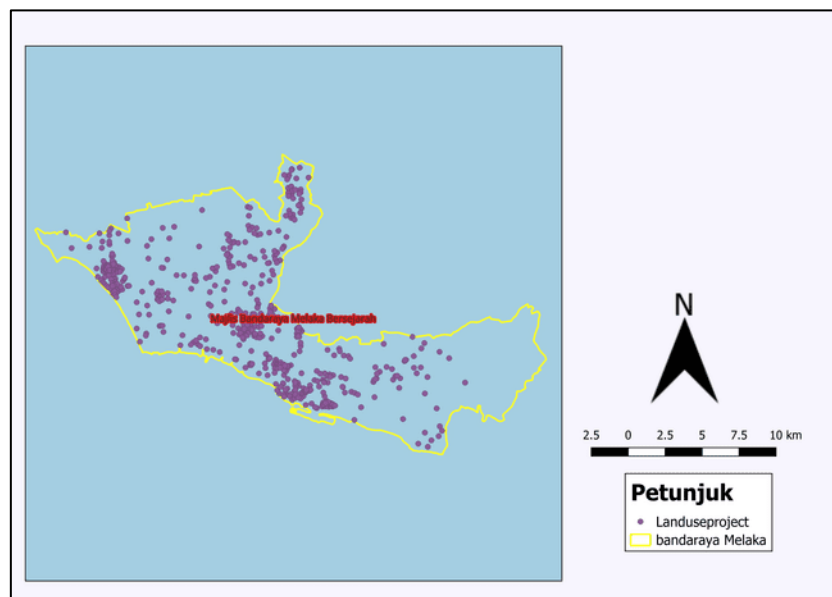 Majlis Bandaraya Melaka Bersejarah
N
2.5 0 2.5 5 7.5 10 km
Petunjuk
Landuseproject
bandaraya Melaka